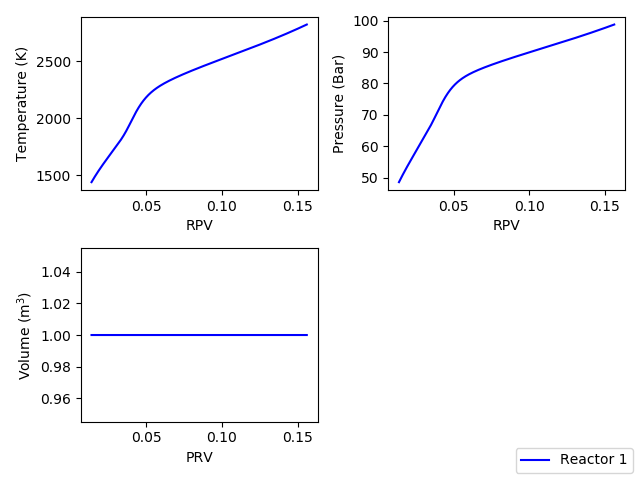 Temperature (K)
2500
2000
1500
0.05 0.10 0.15
RPV
Pressure (Bar)
100
90
80
70
60
50
0.05 0.10 0.15
RPV
Volume (m³)
1.04
1.02
1.00
0.98
0.96
0.05 0.10 0.15
PRV
Reactor 1